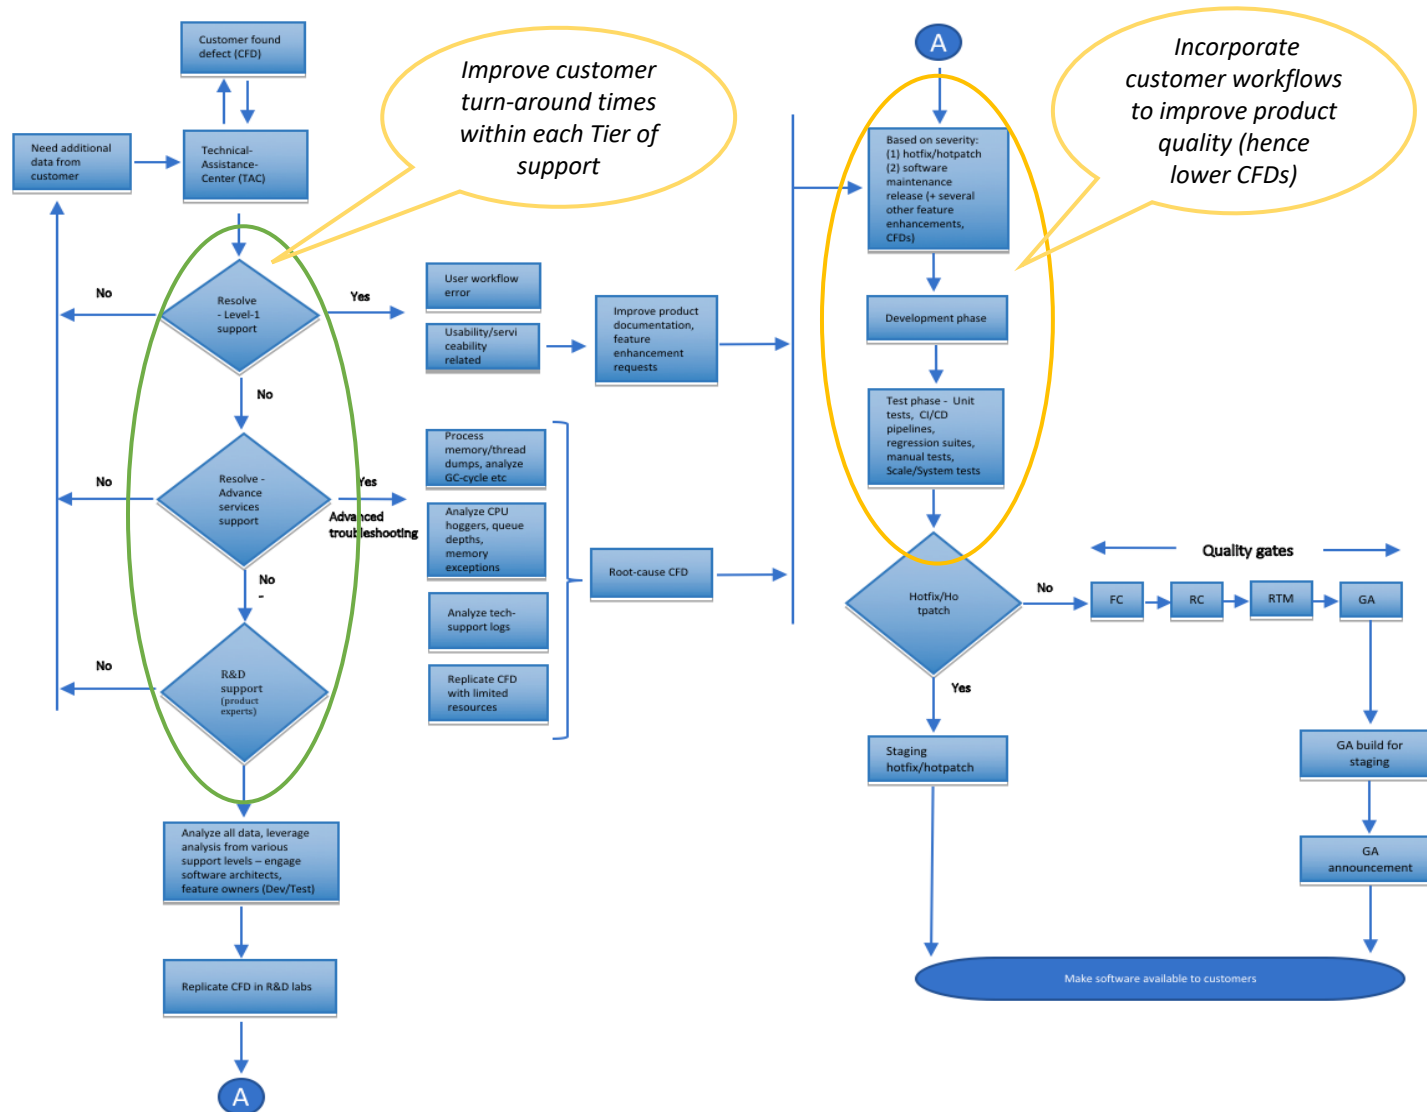 Customer found
defect (CFD)
Improve customer
turn-around times
within each Tier of
support
A
Incorporate
customer workflows
to improve product
quality (hence
lower CFDs)
Need additional
data from
customer
Technical-
Assistance-
Center (TAC)
Based on severity:
(1) hotfix/hotpatch
(2) software
maintenance
release (+ several
other feature
enhancements,
CFDs)
No
Resolve
- Level-1
support
Yes
User workflow
error
Usability/servi
ceability
related
Improve product
documentation,
feature
enhancement
requests
Development phase
No
Test phase - Unit
tests, CI/CD
pipelines,
regression suites,
manual tests,
Scale/System tests
No
Resolve -
Advance
services
support
Yes
Advanced
troubleshooting
Process
memory/thread
dumps, analyze
GC-cycle etc
Analyze CPU
hoggers, queue
depths,
memory
exceptions
Analyze tech-
support logs
Replicate CFD
with limited
resources
Root-cause CFD
No
-
No
R&D
support
(product
experts)
Hotfix/Ho
tpatch
No
Quality gates
FC
RC
RTM
GA
Yes
Staging
hotfix/hotpatch
GA build for
staging
GA
announcement
Analyze all data, leverage
analysis from various
support levels – engage
software architects,
feature owners (Dev/Test)
Replicate CFD in R&D labs
A
Make software available to customers